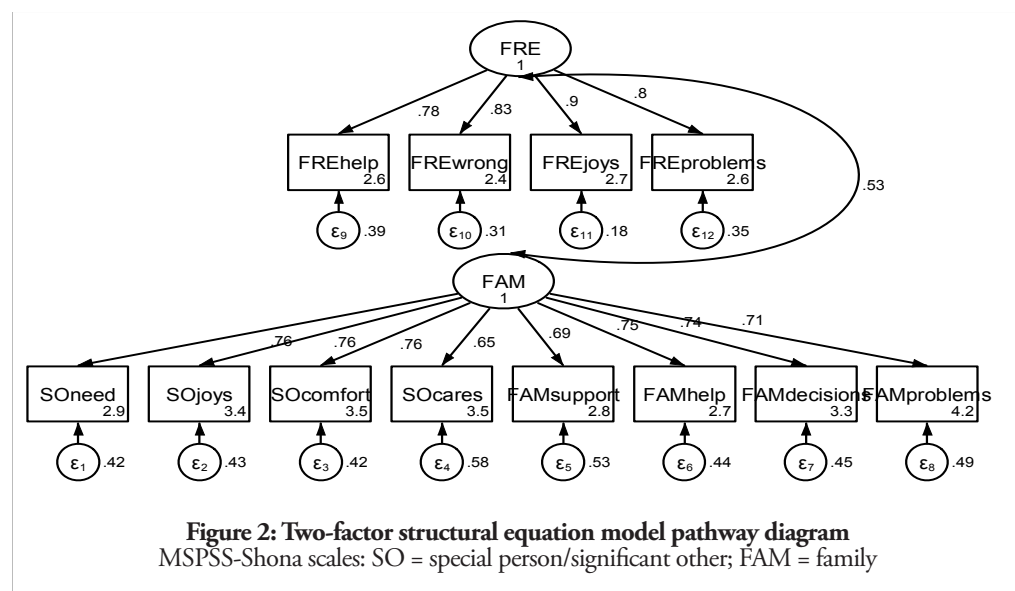 FRE
1
.78
.83
.9
.8
FREhelp
2.6
FREwrong
2.4
FREjoys
2.7
FREproblems
2.6
.53
ε9 .39
ε10 .31
ε11 .18
ε12 .35
FAM
1
.76
.76
.76
.65
.69
.75
.74
.71
SOneed
2.9
SOjoys
3.4
SOcomfort
3.5
SOcares
3.5
FAMsupport
2.8
FAMhelp
2.7
FAMdecisions
3.3
FAMproblems
4.2
ε1 .42
ε2 .43
ε3 .42
ε4 .58
ε5 .53
ε6 .44
ε7 .45
ε8 .49
Figure 2: Two-factor structural equation model pathway diagram
MSPSS-Shona scales: SO = special person/significant other; FAM = family